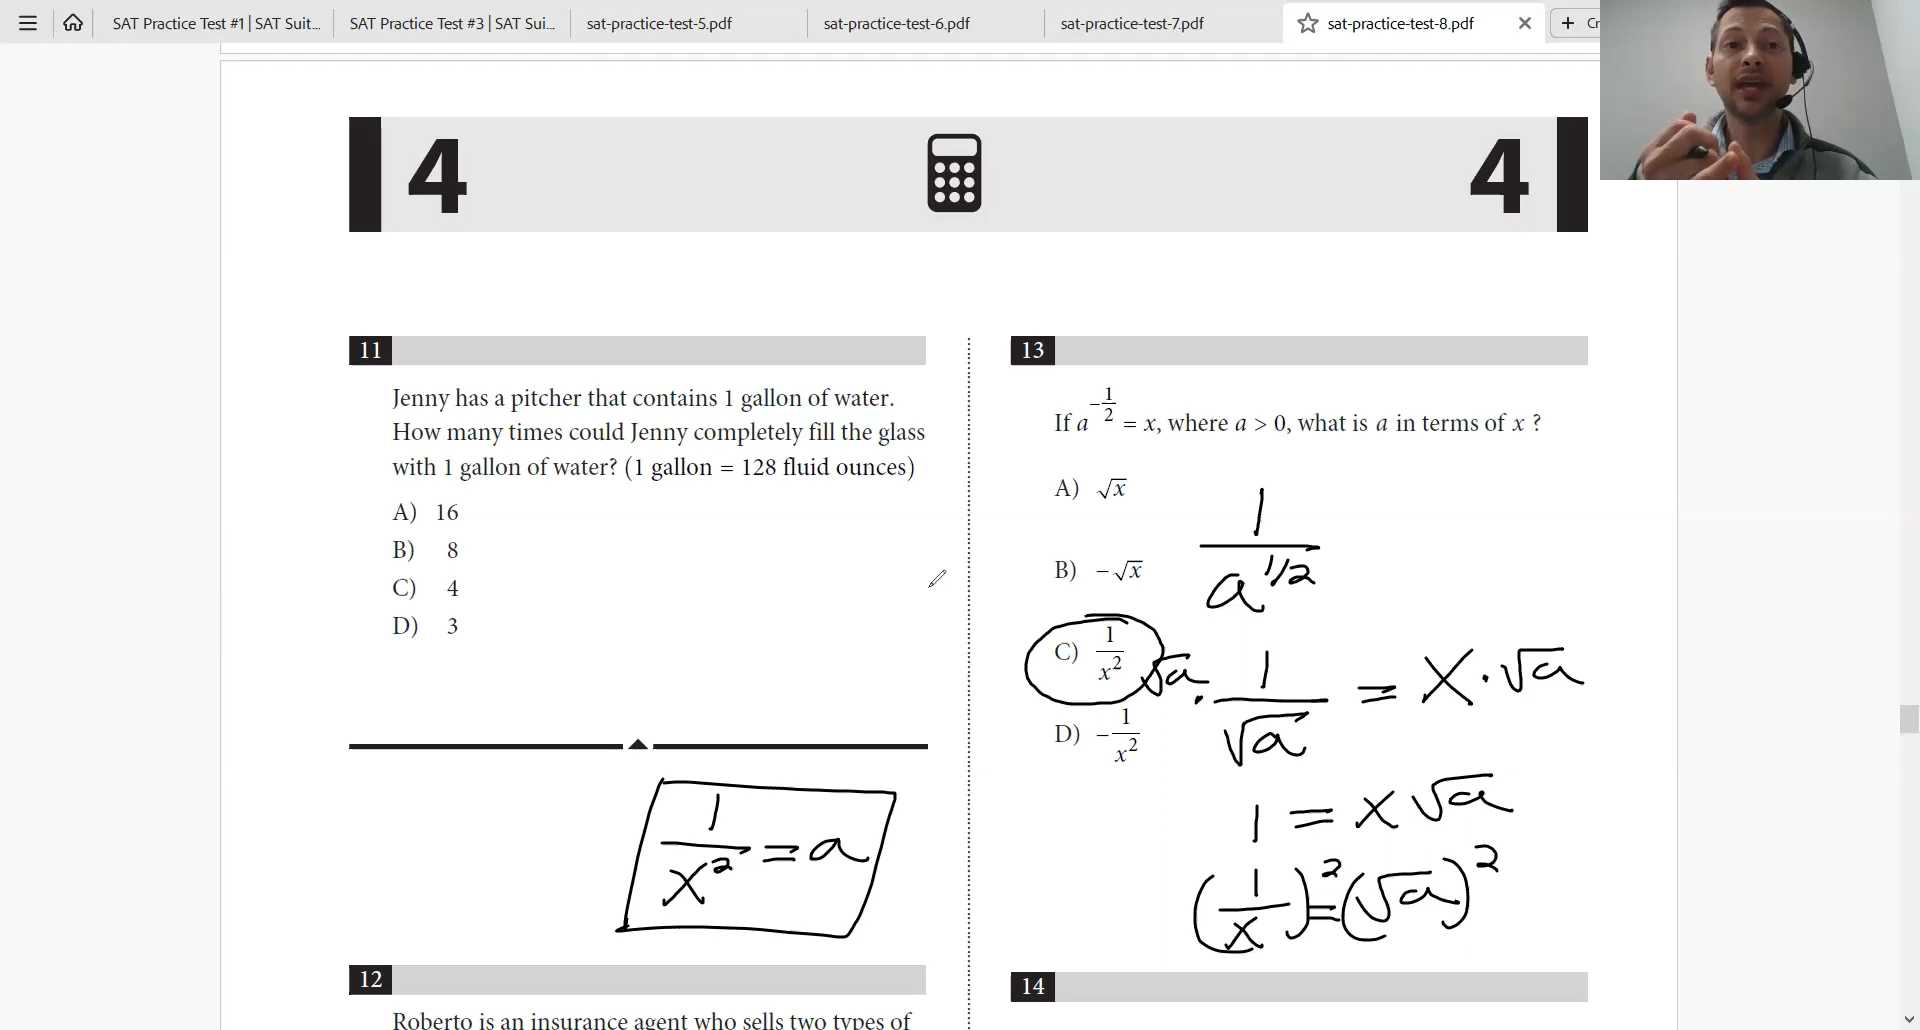 SAT Practice Test #1 | SAT Suit...
SAT Practice Test #3 | SAT Sui...
sat-practice-test-5.pdf
sat-practice-test-6.pdf
sat-practice-test-7.pdf
sat-practice-test-8.pdf
+ Cr
4
4
11
Jenny has a pitcher that contains 1 gallon of water.
How many times could Jenny completely fill the glass
with 1 gallon of water? (1 gallon = 128 fluid ounces)
A) 16
B) 8
C) 4
D) 3
1/x² = a
12
Roberto is an insurance agent who sells two types of
13
If a^(-1/2) = x, where a > 0, what is a in terms of x ?
A) √x
B) -√x
C) 1/x²
D) -1/x²
1/a^(1/2)
√a · 1/√a = x · √a
1 = x √a
(1/x)² = (√a)²
14